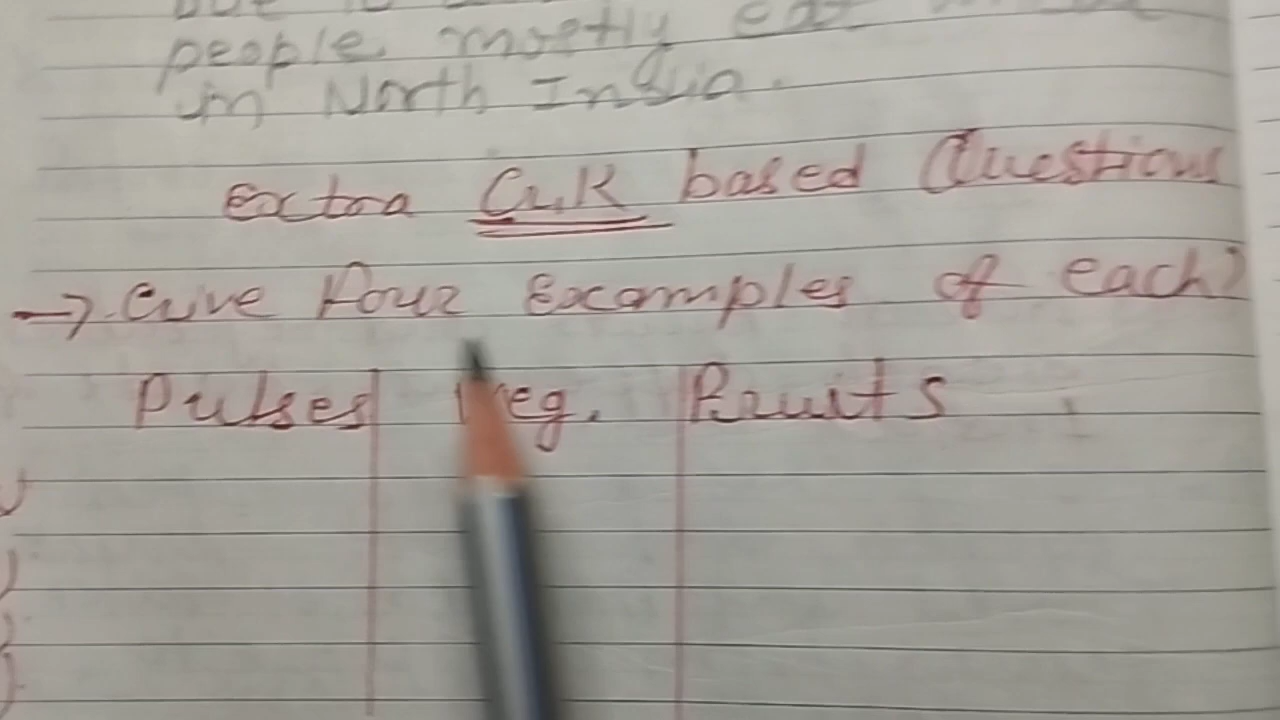 people mostly eat
in North India.
Extra G.K based Questions
→ Give Four Examples of each?
Pulses Veg. Fruits